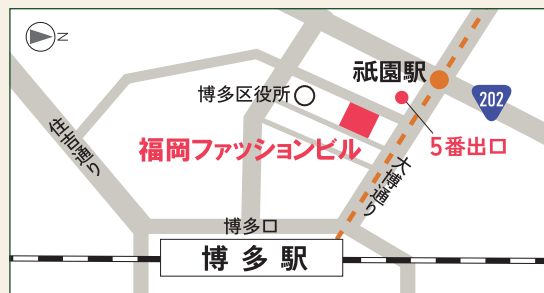 N
祇園駅
202
博多区役所
5番出口
福岡ファッションビル
住吉通り
大博通り
博多口
博多駅